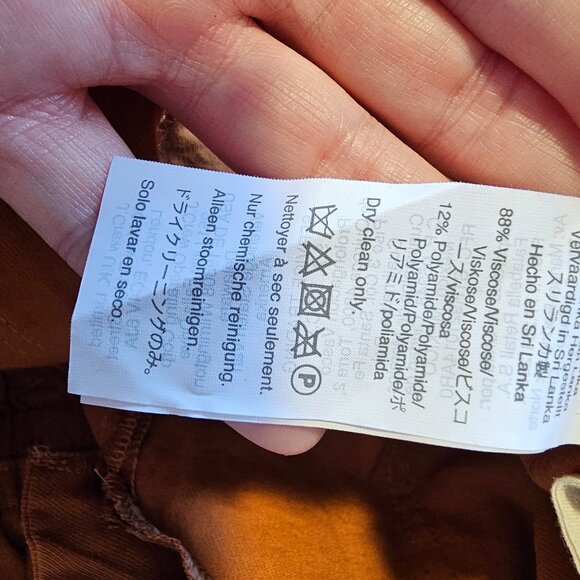 Vervaardigd in Sri Lanka
スリランカ製
Hecho en Sri Lanka
88% Viscose/Viscose/
Viskose/Viscose/ビスコ
ース/viscosa
12% Polyamide/
Polyamid/Polyamide/ポ
リアミド/poliamida
Dry clean only.
P
Nettoyer à sec seulement.
Nur chemische reinigung.
Alleen stoomreinigen.
ドライクリーニングのみ。
Solo lavar en seco.